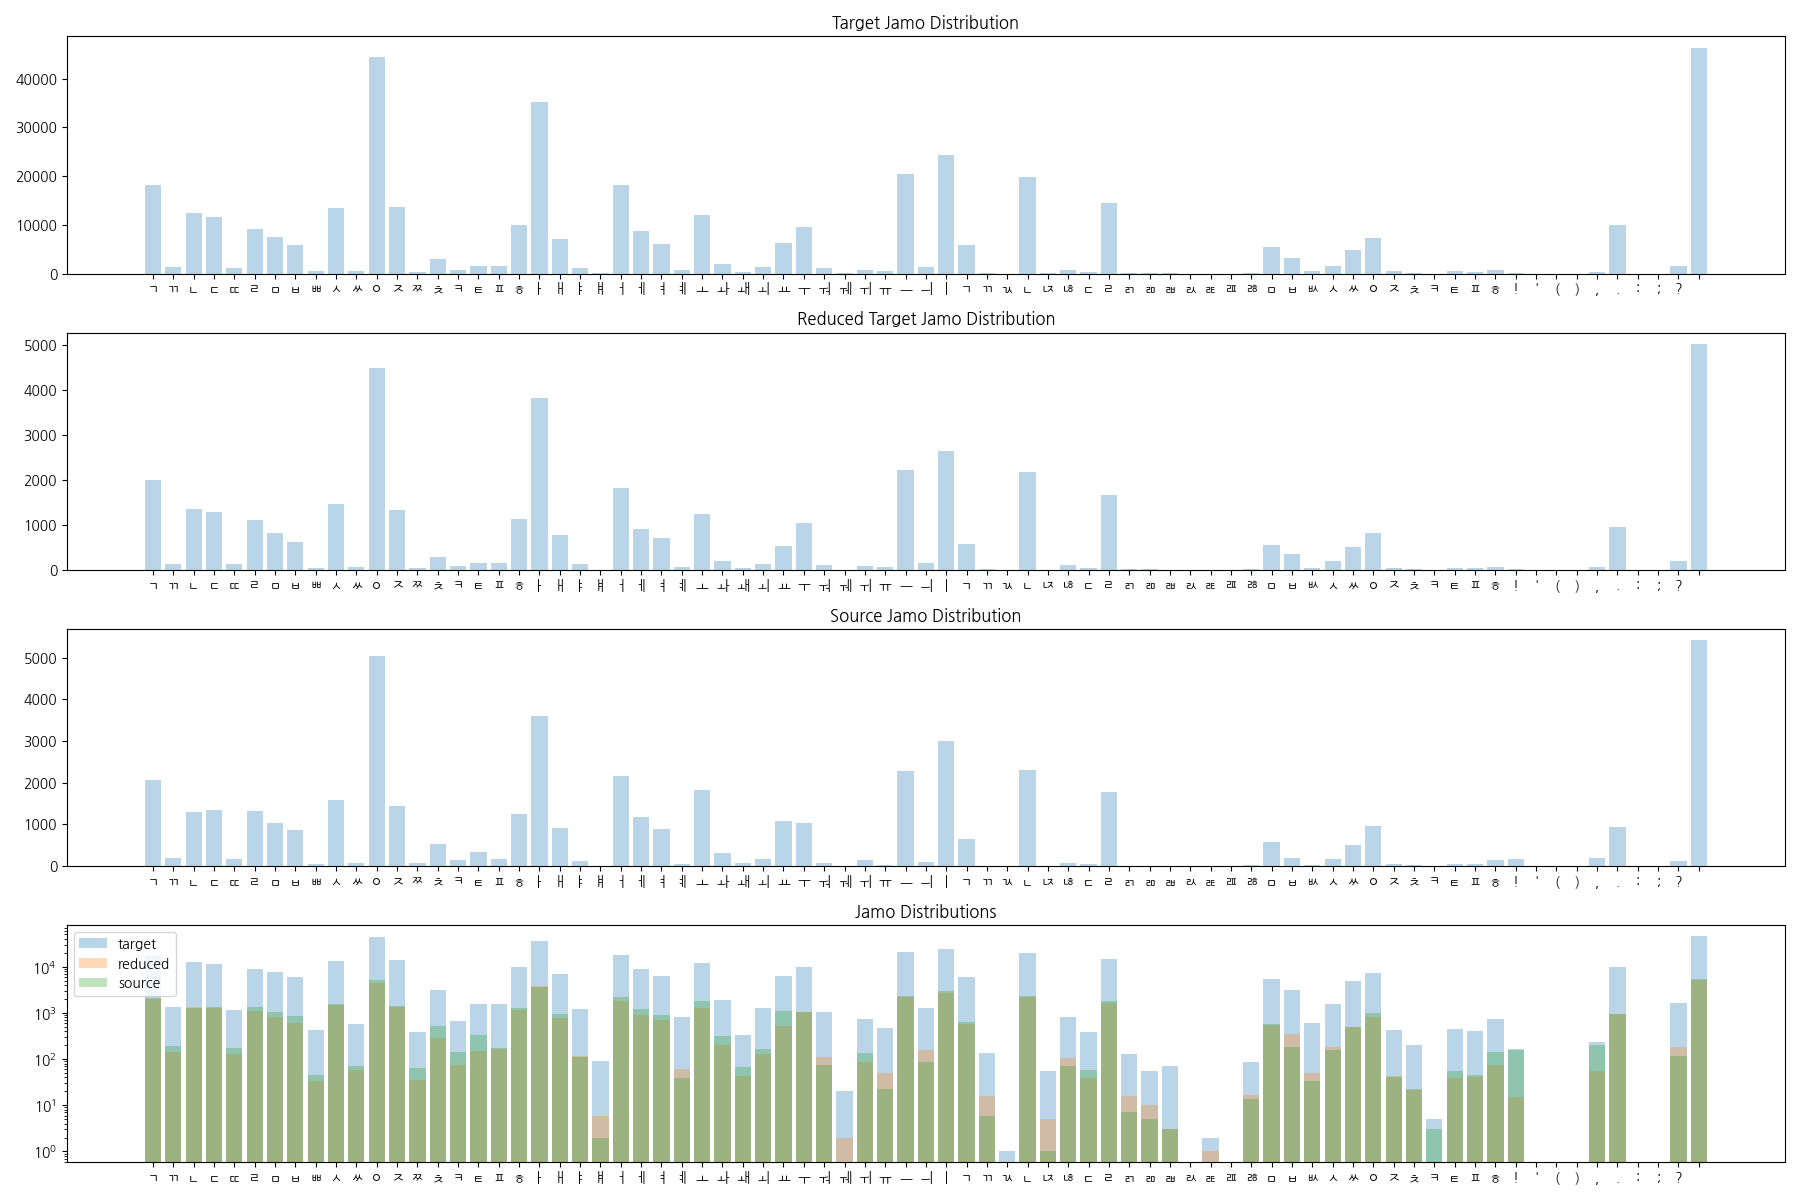 Target Jamo Distribution
40000
30000
20000
10000
0
ㄱ ㄲ ㄴ ㄷ ㄸ ㄹ ㅁ ㅂ ㅃ ㅅ ㅆ ㅇ ㅈ ㅉ ㅊ ㅋ ㅌ ㅍ ㅎ ㅏ ㅐ ㅑ ㅒ ㅓ ㅔ ㅕ ㅖ ㅗ ㅘ ㅙ ㅚ ㅛ ㅜ ㅝ ㅞ ㅟ ㅠ ㅡ ㅢ ㅣ ㄱ ㄲ ㄳ ㄴ ㄵ ㄶ ㄷ ㄹ ㄺ ㄻ ㄼ ㄽ ㄾ ㄿ ㅀ ㅁ ㅂ ㅄ ㅅ ㅆ ㅇ ㅈ ㅊ ㅋ ㅌ ㅍ ㅎ ! ' ( ) , . : ; ?
Reduced Target Jamo Distribution
5000
4000
3000
2000
1000
0
ㄱ ㄲ ㄴ ㄷ ㄸ ㄹ ㅁ ㅂ ㅃ ㅅ ㅆ ㅇ ㅈ ㅉ ㅊ ㅋ ㅌ ㅍ ㅎ ㅏ ㅐ ㅑ ㅒ ㅓ ㅔ ㅕ ㅖ ㅗ ㅘ ㅙ ㅚ ㅛ ㅜ ㅝ ㅞ ㅟ ㅠ ㅡ ㅢ ㅣ ㄱ ㄲ ㄳ ㄴ ㄵ ㄶ ㄷ ㄹ ㄺ ㄻ ㄼ ㄽ ㄾ ㄿ ㅀ ㅁ ㅂ ㅄ ㅅ ㅆ ㅇ ㅈ ㅊ ㅋ ㅌ ㅍ ㅎ ! ' ( ) , . : ; ?
Source Jamo Distribution
5000
4000
3000
2000
1000
0
ㄱ ㄲ ㄴ ㄷ ㄸ ㄹ ㅁ ㅂ ㅃ ㅅ ㅆ ㅇ ㅈ ㅉ ㅊ ㅋ ㅌ ㅍ ㅎ ㅏ ㅐ ㅑ ㅒ ㅓ ㅔ ㅕ ㅖ ㅗ ㅘ ㅙ ㅚ ㅛ ㅜ ㅝ ㅞ ㅟ ㅠ ㅡ ㅢ ㅣ ㄱ ㄲ ㄳ ㄴ ㄵ ㄶ ㄷ ㄹ ㄺ ㄻ ㄼ ㄽ ㄾ ㄿ ㅀ ㅁ ㅂ ㅄ ㅅ ㅆ ㅇ ㅈ ㅊ ㅋ ㅌ ㅍ ㅎ ! ' ( ) , . : ; ?
Jamo Distributions
target
reduced
source
10⁴
10³
10²
10¹
10⁰
ㄱ ㄲ ㄴ ㄷ ㄸ ㄹ ㅁ ㅂ ㅃ ㅅ ㅆ ㅇ ㅈ ㅉ ㅊ ㅋ ㅌ ㅍ ㅎ ㅏ ㅐ ㅑ ㅒ ㅓ ㅔ ㅕ ㅖ ㅗ ㅘ ㅙ ㅚ ㅛ ㅜ ㅝ ㅞ ㅟ ㅠ ㅡ ㅢ ㅣ ㄱ ㄲ ㄳ ㄴ ㄵ ㄶ ㄷ ㄹ ㄺ ㄻ ㄼ ㄽ ㄾ ㄿ ㅀ ㅁ ㅂ ㅄ ㅅ ㅆ ㅇ ㅈ ㅊ ㅋ ㅌ ㅍ ㅎ ! ' ( ) , . : ; ?